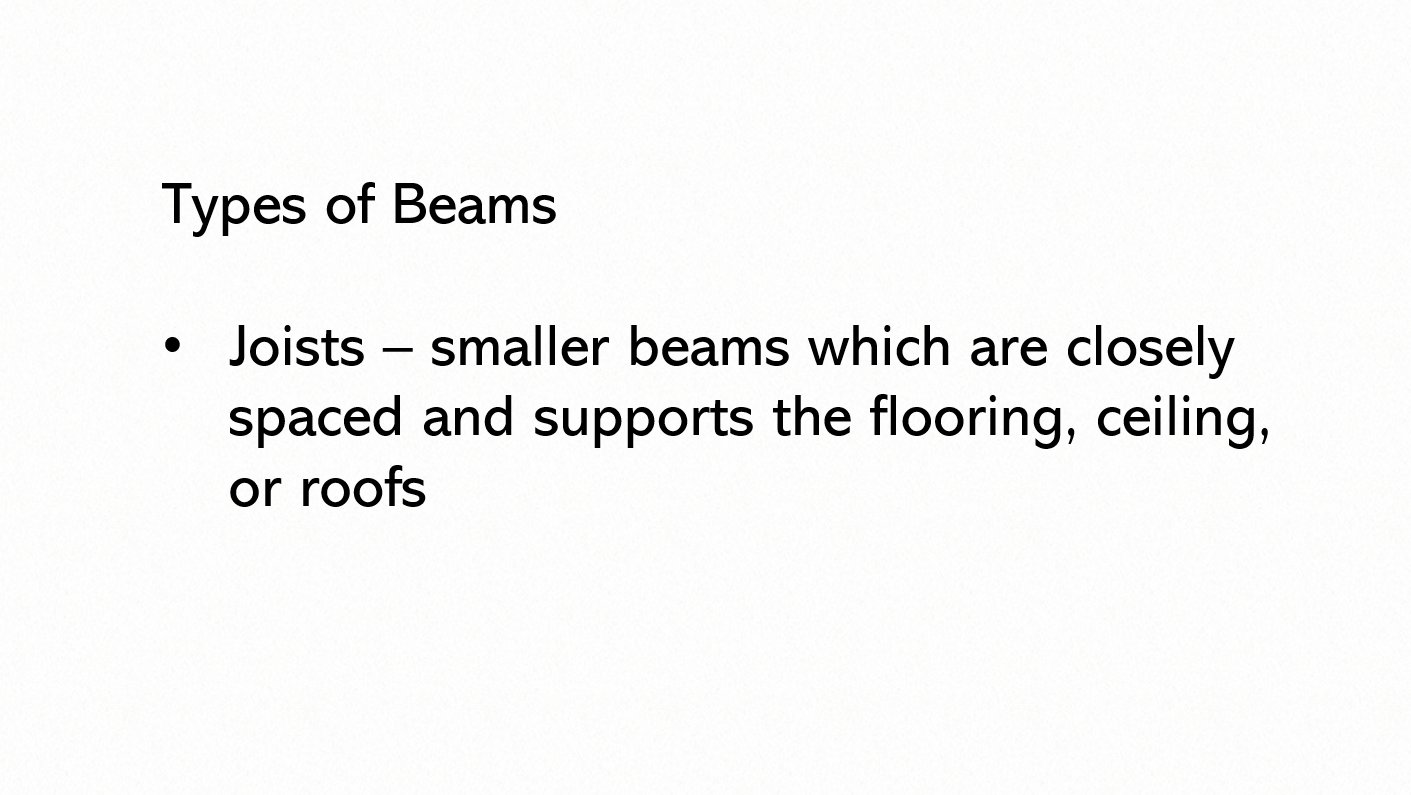 Types of Beams
• Joists – smaller beams which are closely
spaced and supports the flooring, ceiling,
or roofs